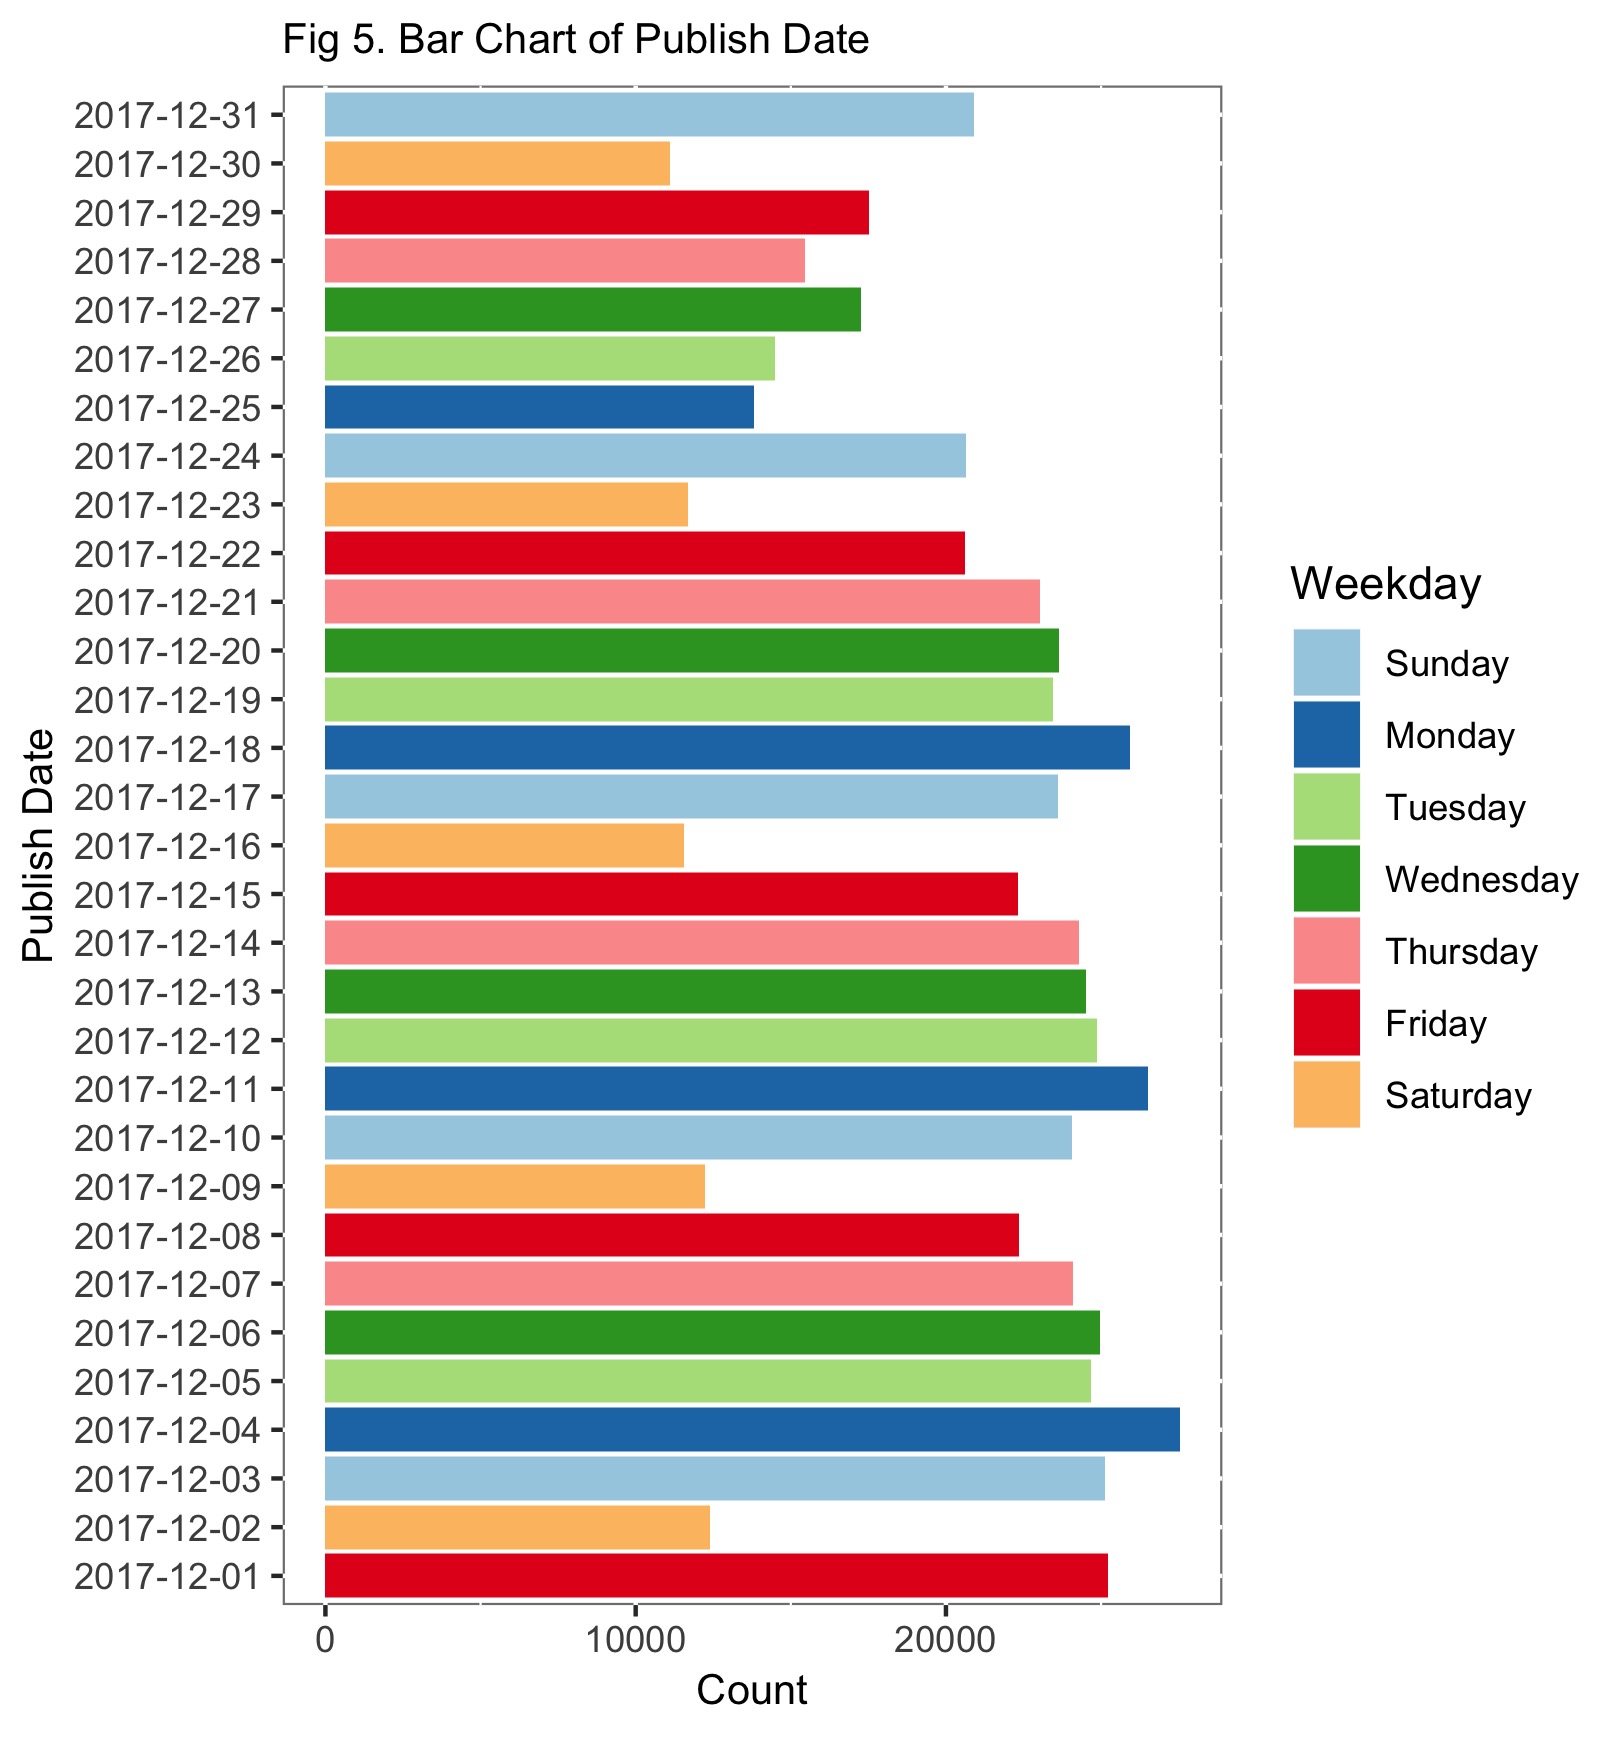 Fig 5. Bar Chart of Publish Date
2017-12-31
2017-12-30
2017-12-29
2017-12-28
2017-12-27
2017-12-26
2017-12-25
2017-12-24
2017-12-23
2017-12-22
2017-12-21
2017-12-20
2017-12-19
2017-12-18
2017-12-17
2017-12-16
2017-12-15
2017-12-14
2017-12-13
2017-12-12
2017-12-11
2017-12-10
2017-12-09
2017-12-08
2017-12-07
2017-12-06
2017-12-05
2017-12-04
2017-12-03
2017-12-02
2017-12-01
Publish Date
0 10000 20000
Count
Weekday
Sunday
Monday
Tuesday
Wednesday
Thursday
Friday
Saturday